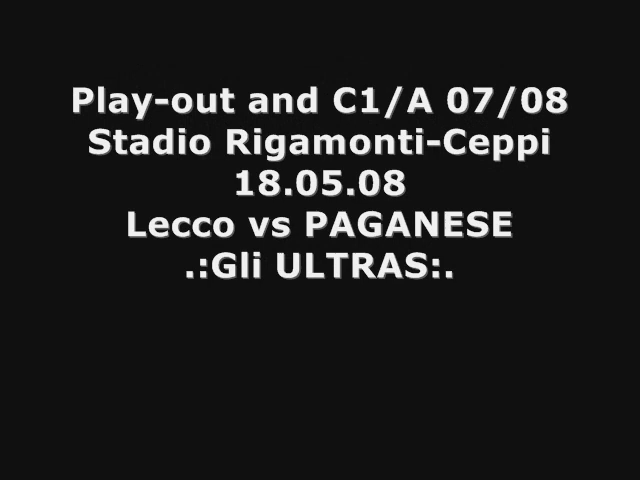 Play-out and C1/A 07/08
Stadio Rigamonti-Ceppi
18.05.08
Lecco vs PAGANESE
.:Gli ULTRAS:.